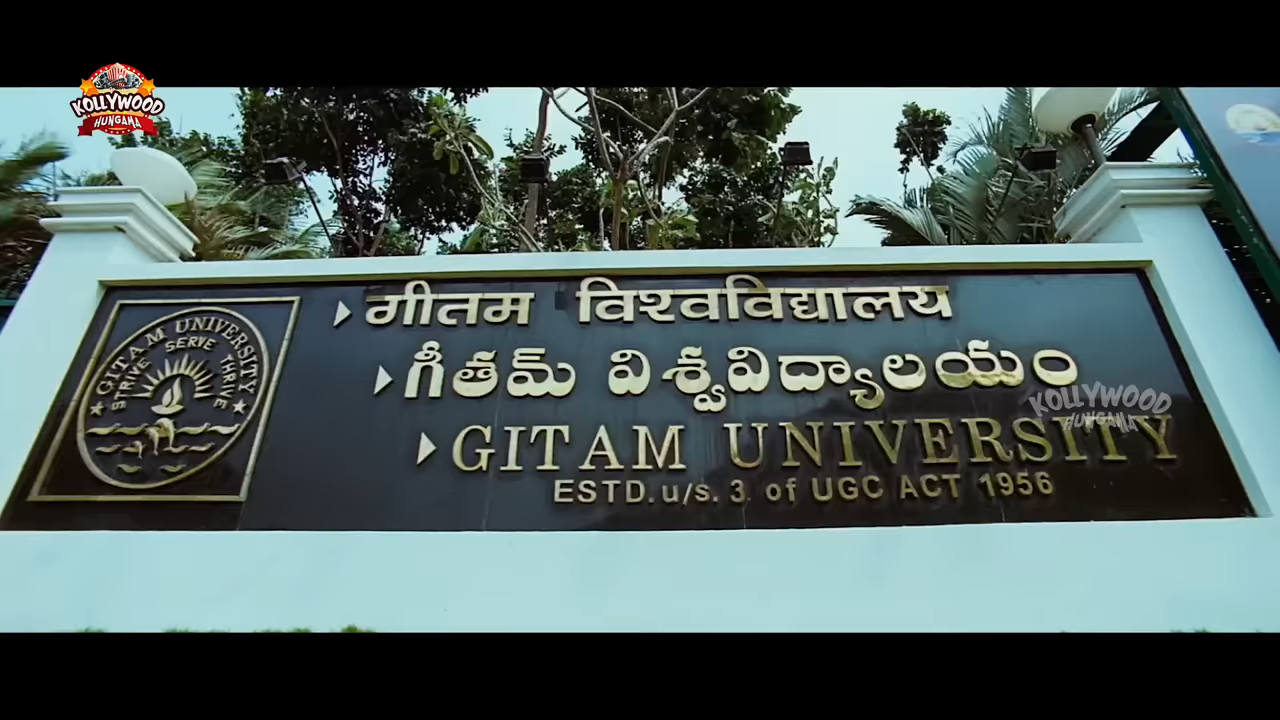 KOLLYWOOD
HUNGAMA
गीतम विश्वविद्यालय
గీతమ్ విశ్వవిద్యాలయం
GITAM UNIVERSITY
ESTD. u/s. 3 of UGC ACT 1956
GITAM UNIVERSITY
STRIVE SERVE THRIVE
KOLLYWOOD
HUNGAMA